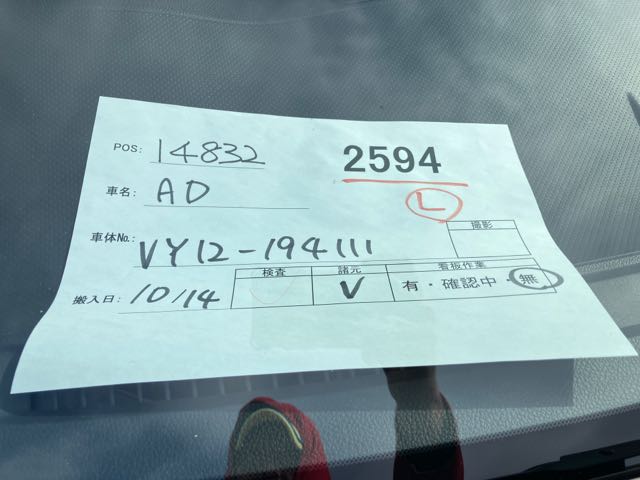 POS: 14832
2594
車名: AD
L
車体No.: VY12-194111
撮影
搬入日: 10/14
検査 諸元 看板作業
V 有・確認中・無